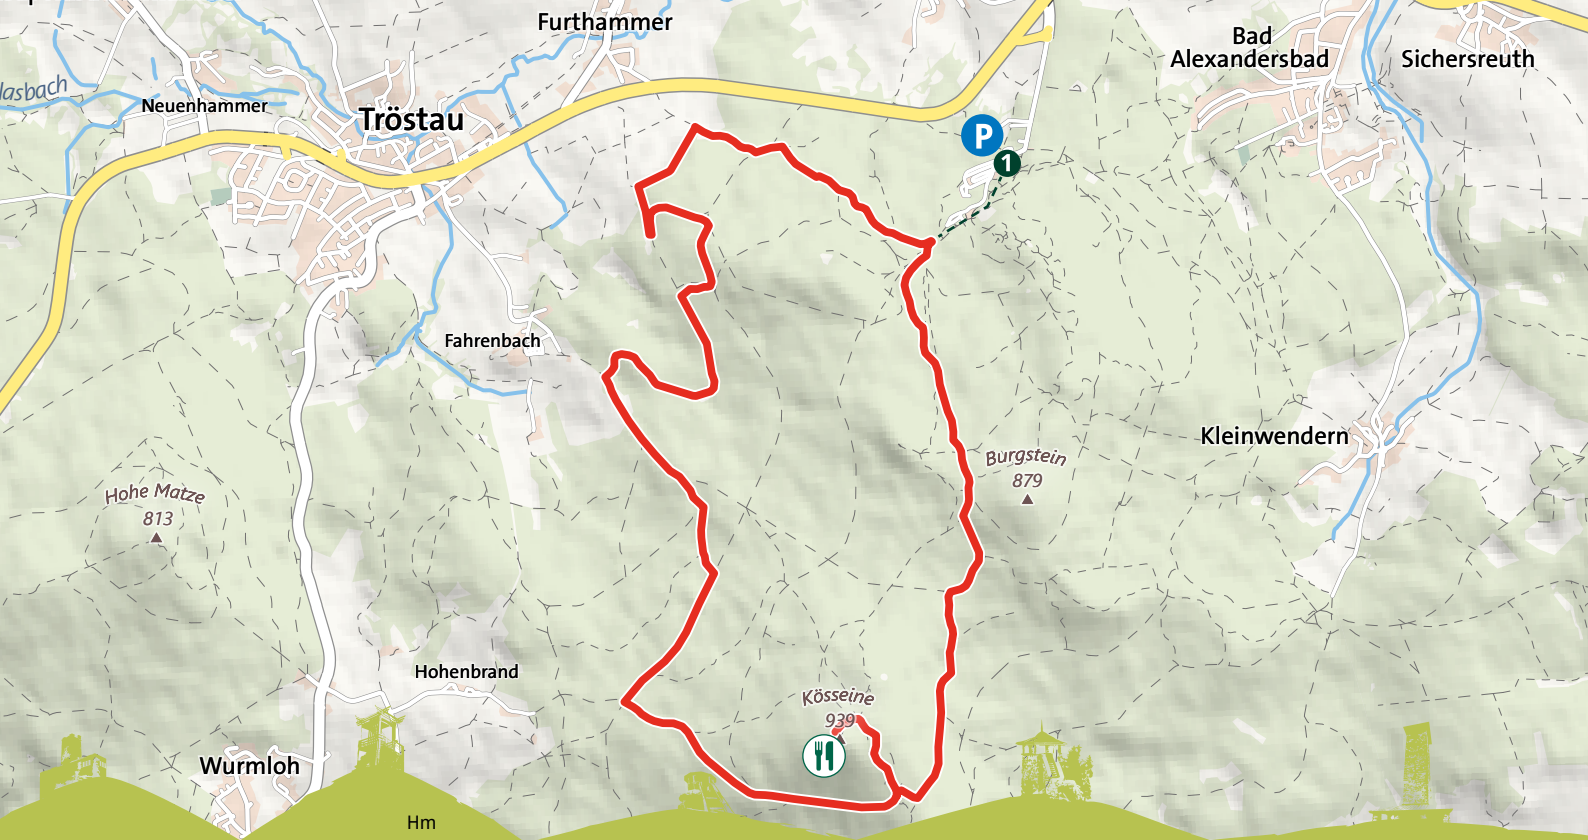 Furthammer
Bad
Alexandersbad
Sichersreuth
lasbach
Neuenhammer
Tröstau
P
1
Fahrenbach
Kleinwendern
Burgstein
879
Hohe Matze
813
Hohenbrand
Kösseine
939
Wurmloh
Hm